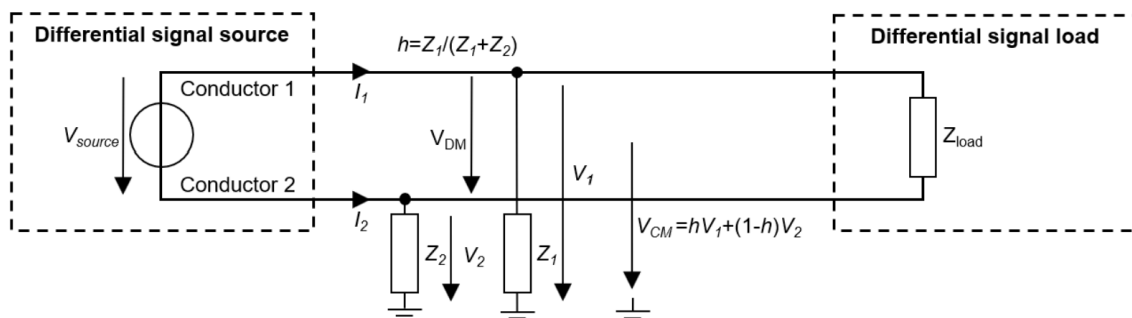 Differential signal source
h=Z1/(Z1+Z2)
Differential signal load
Conductor 1
I1
Vsource
VDM
Zload
V1
Conductor 2
I2
VCM=hV1+(1-h)V2
Z2
V2
Z1